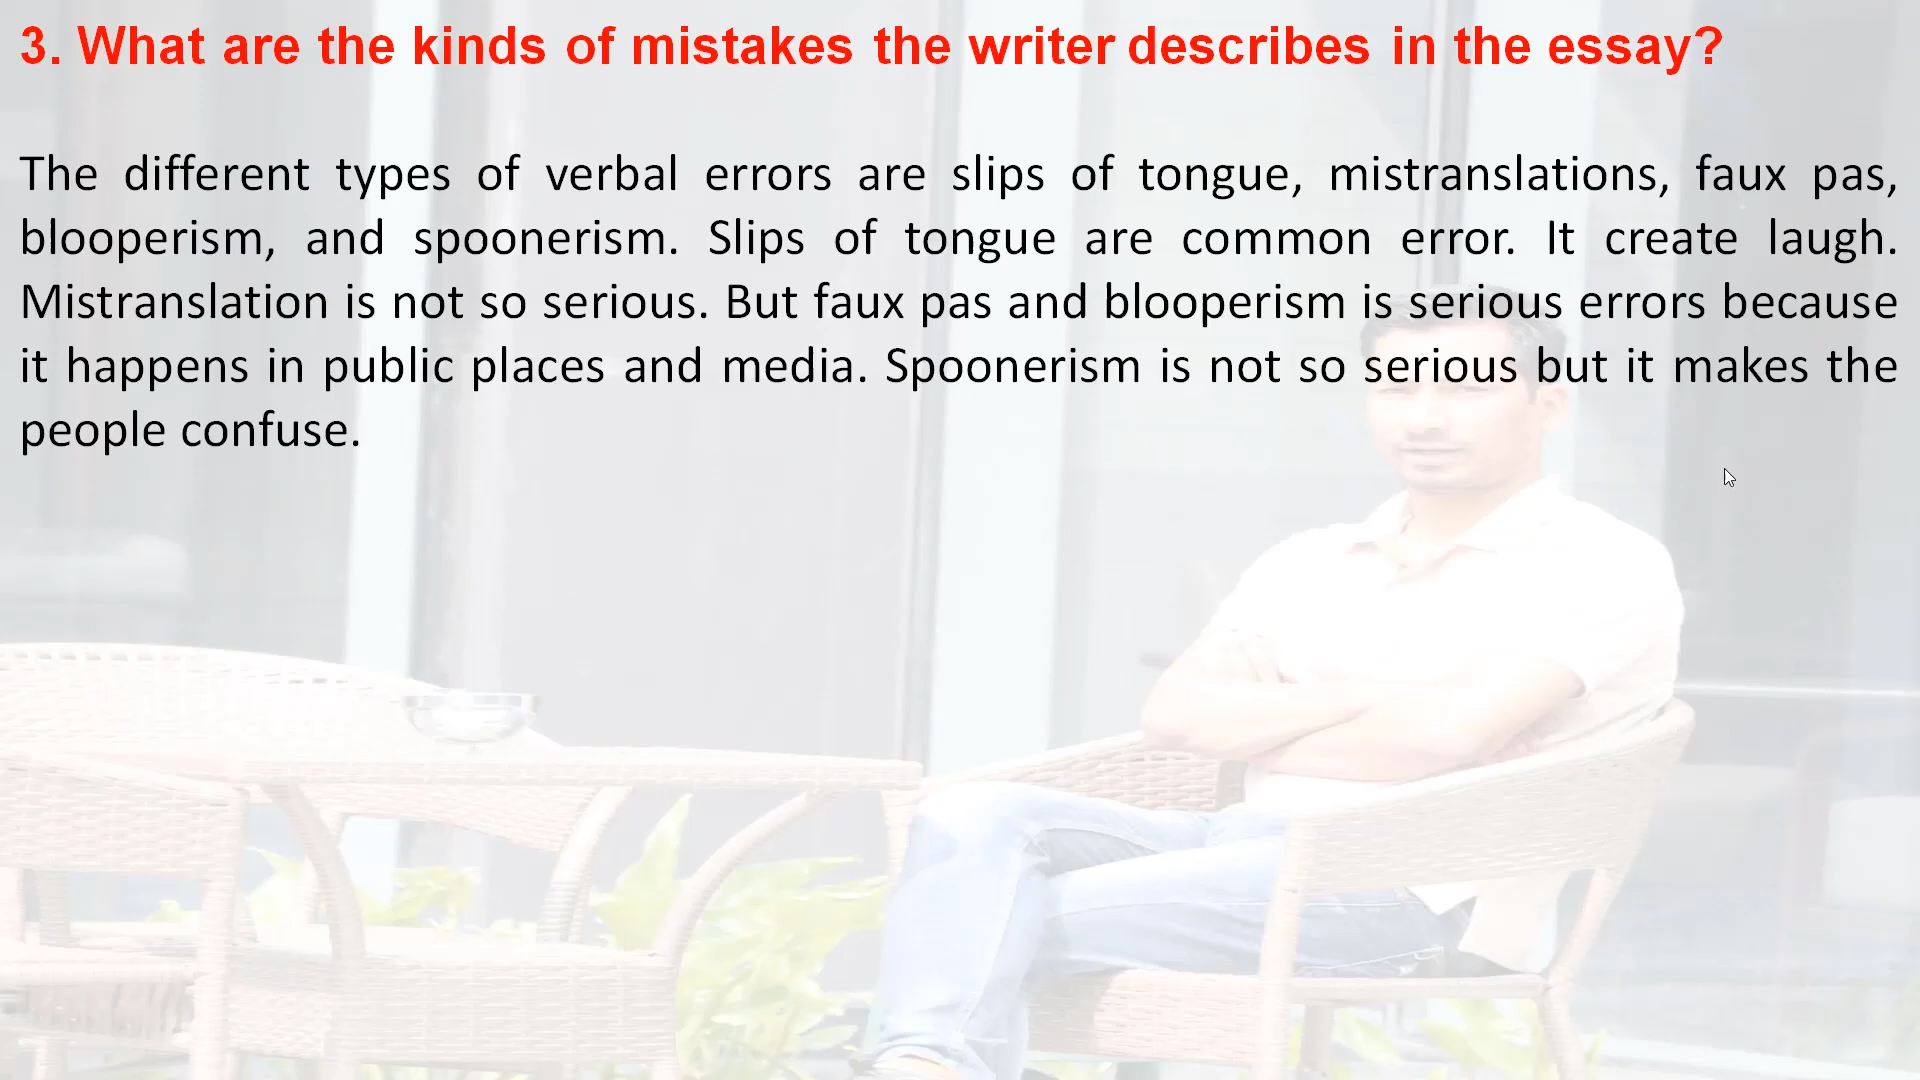 3. What are the kinds of mistakes the writer describes in the essay?
The different types of verbal errors are slips of tongue, mistranslations, faux pas,
blooperism, and spoonerism. Slips of tongue are common error. It create laugh.
Mistranslation is not so serious. But faux pas and blooperism is serious errors because
it happens in public places and media. Spoonerism is not so serious but it makes the
people confuse.